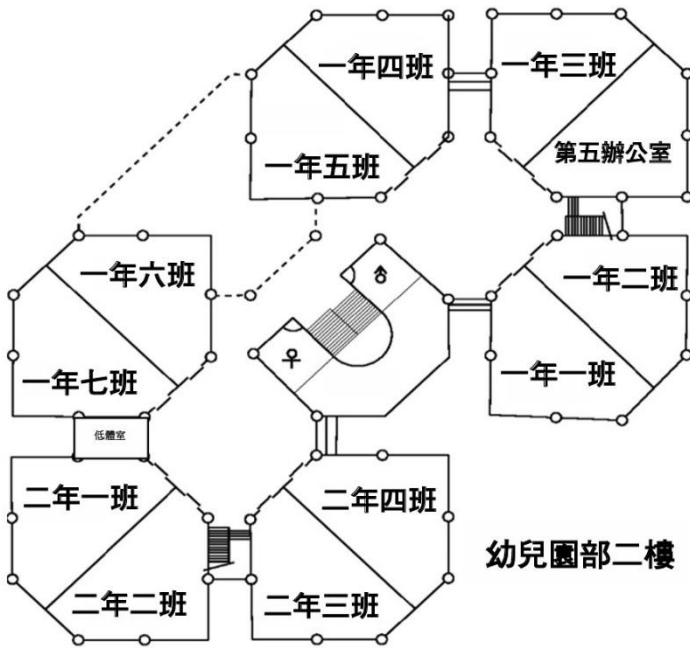 一年四班
一年三班
一年五班
第五辦公室
一年六班
一年二班
一年七班
一年一班
低體室
二年一班
二年四班
幼兒園部二樓
二年二班
二年三班